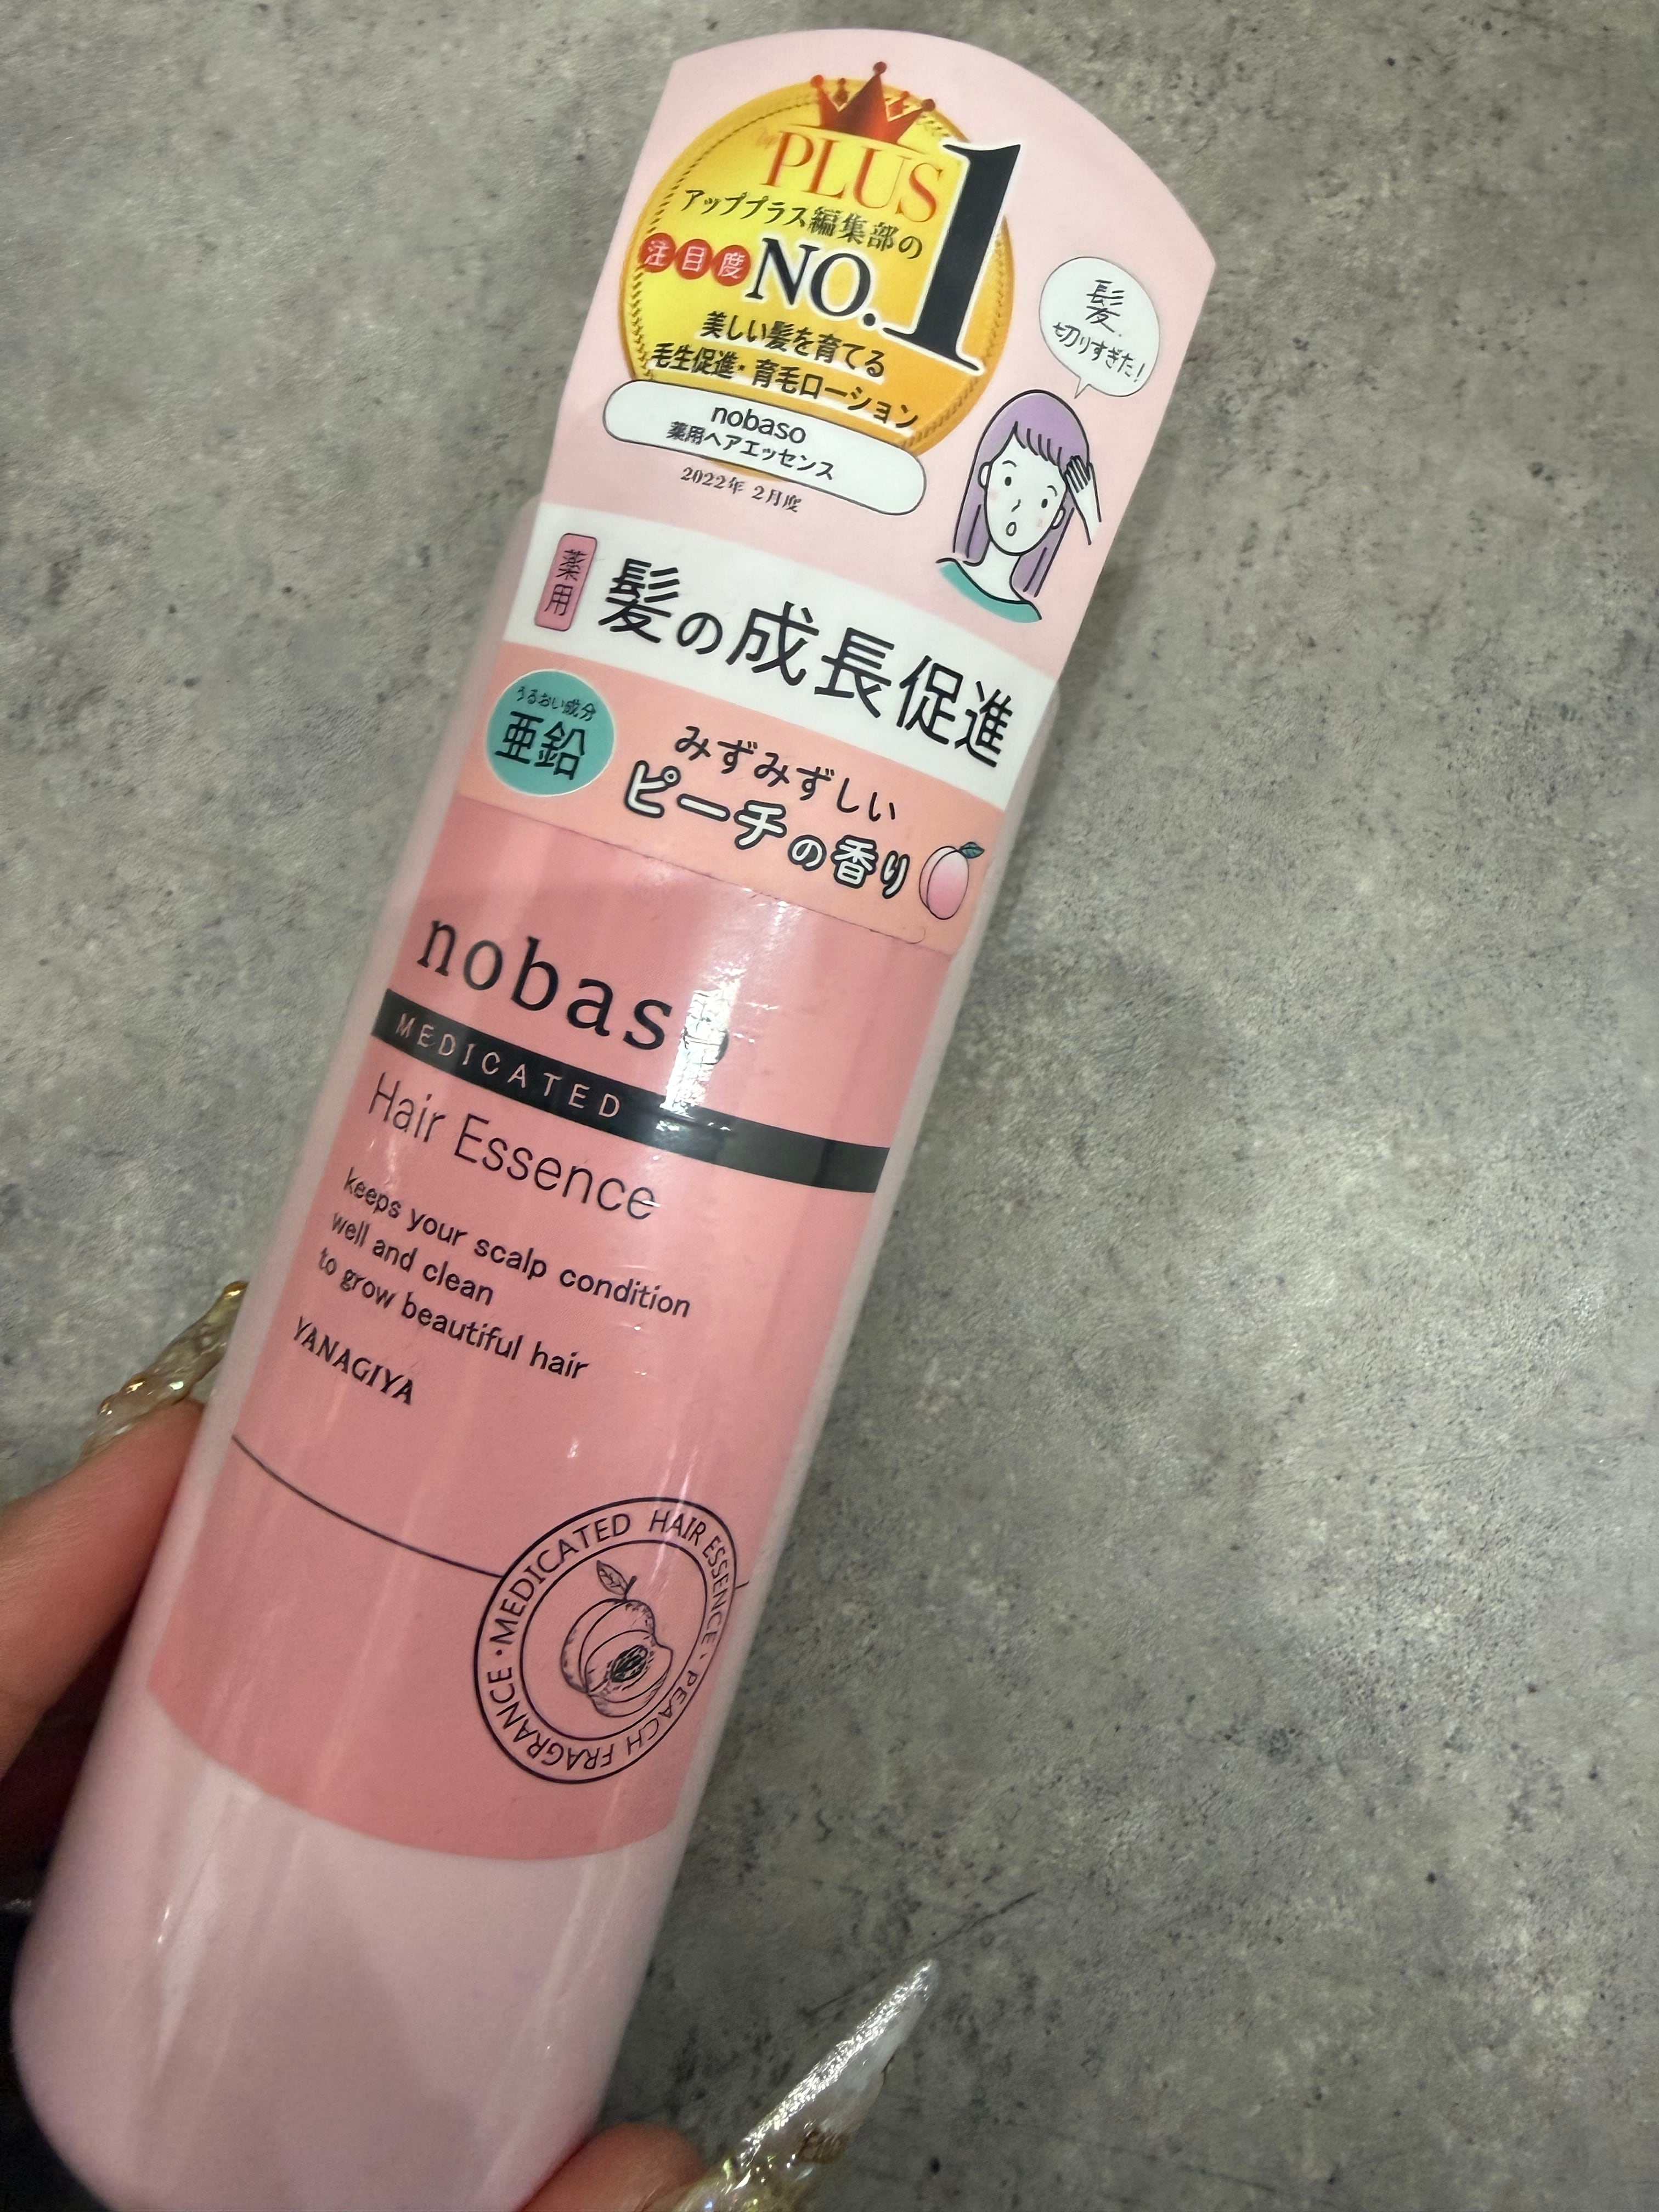 PLUS
アッププラス編集部の
注目度 NO.1
美しい髪を育てる
毛生促進・育毛ローション
nobaso
薬用ヘアエッセンス
2022年 2月度
髪
切りすぎた!
薬用
髪の成長促進
うるおい成分
亜鉛
みずみずしい
ピーチの香り
nobaso
MEDICATED
Hair Essence
keeps your scalp condition
well and clean
to grow beautiful hair
YANAGIYA
MEDICATED HAIR ESSENCE · PEACH FRAGRANCE ·